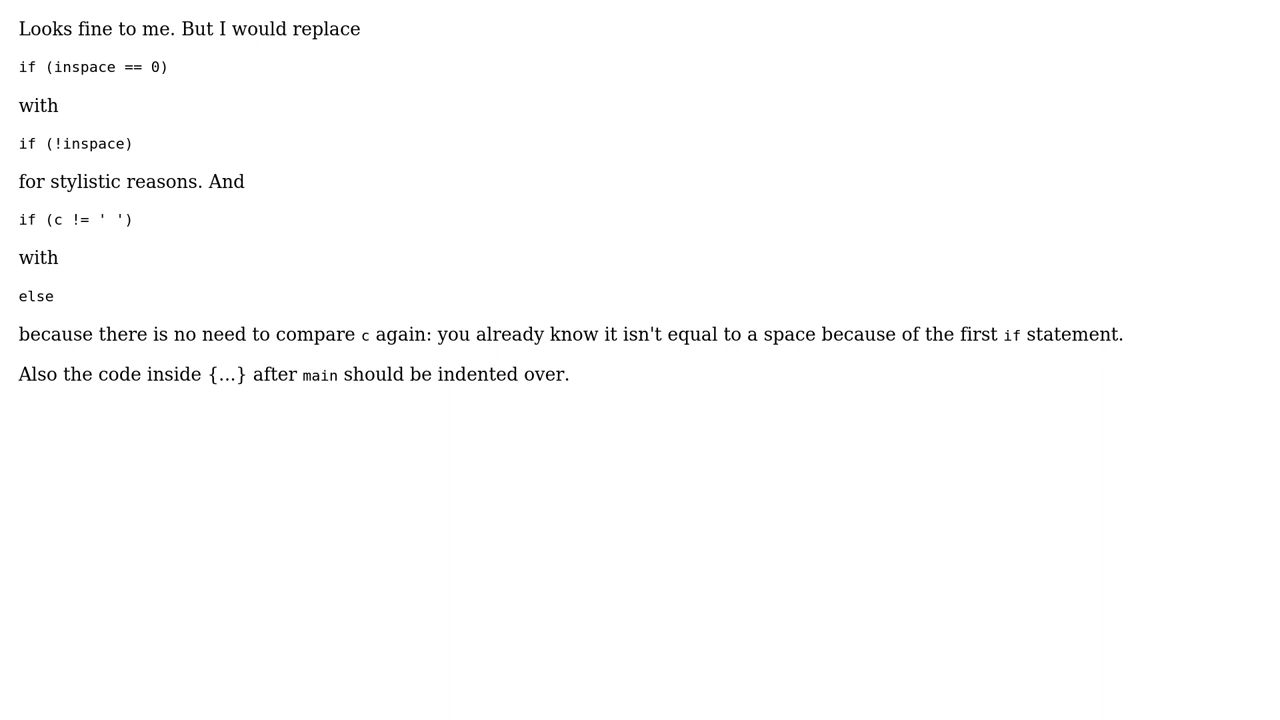 Looks fine to me. But I would replace
if (inspace == 0)
with
if (!inspace)
for stylistic reasons. And
if (c != ' ')
with
else
because there is no need to compare c again: you already know it isn't equal to a space because of the first if statement.
Also the code inside {...} after main should be indented over.